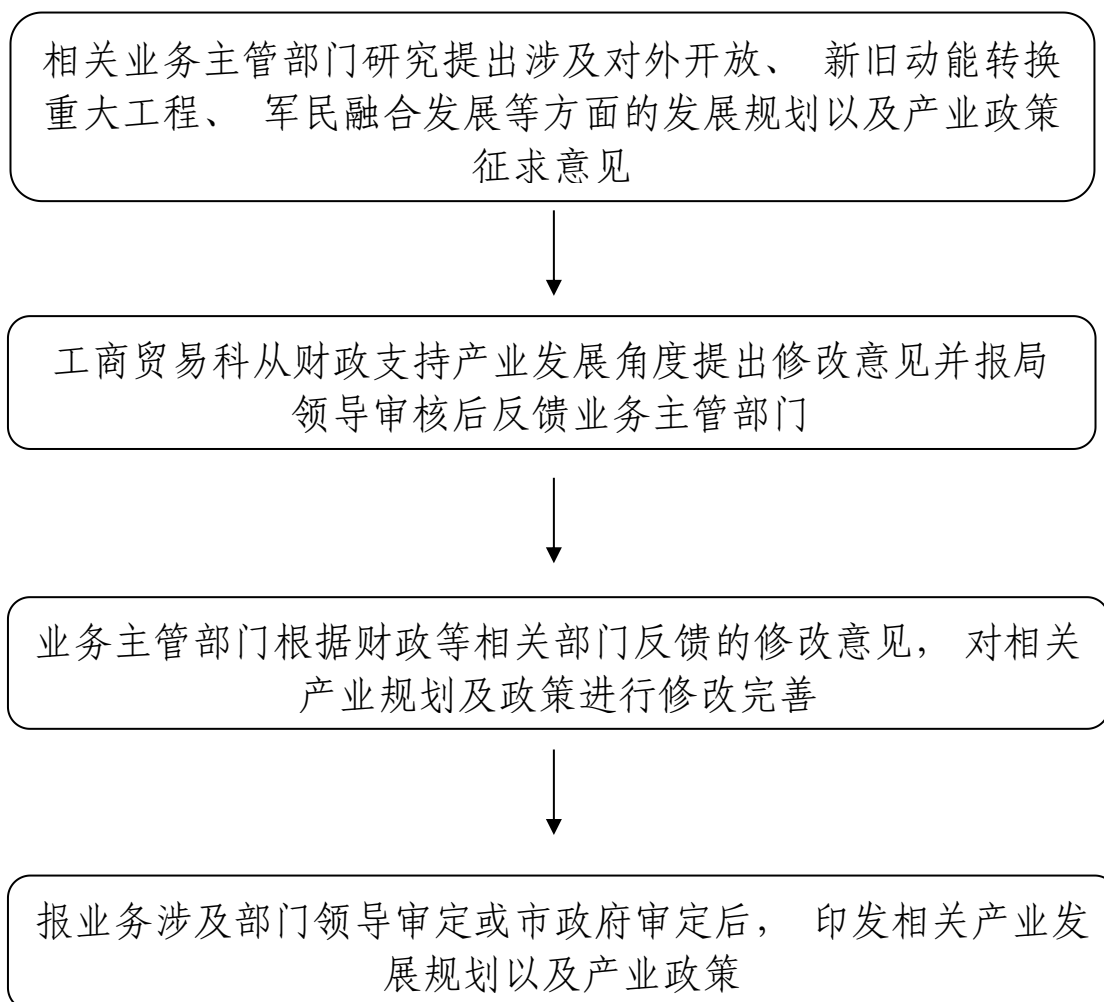 相关业务主管部门研究提出涉及对外开放、 新旧动能转换
重大工程、 军民融合发展等方面的发展规划以及产业政策
征求意见
工商贸易科从财政支持产业发展角度提出修改意见并报局
领导审核后反馈业务主管部门
业务主管部门根据财政等相关部门反馈的修改意见, 对相关
产业规划及政策进行修改完善
报业务涉及部门领导审定或市政府审定后, 印发相关产业发
展规划以及产业政策